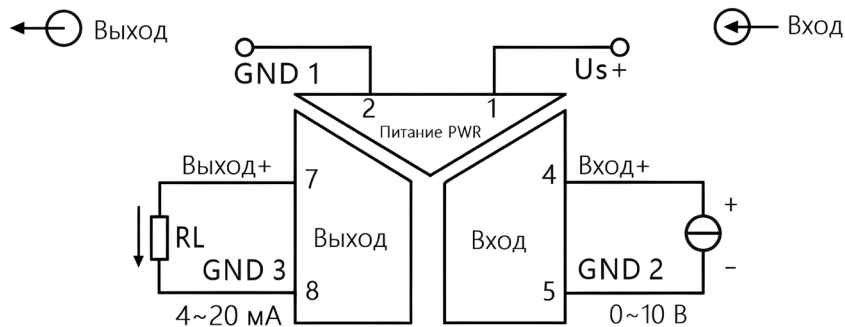 Выход
Вход
GND 1
Us+
2
1
Питание PWR
Выход+
7
4
Вход+
+
RL
Выход
Вход
GND 3
GND 2
–
8
5
4~20 мА
0~10 В